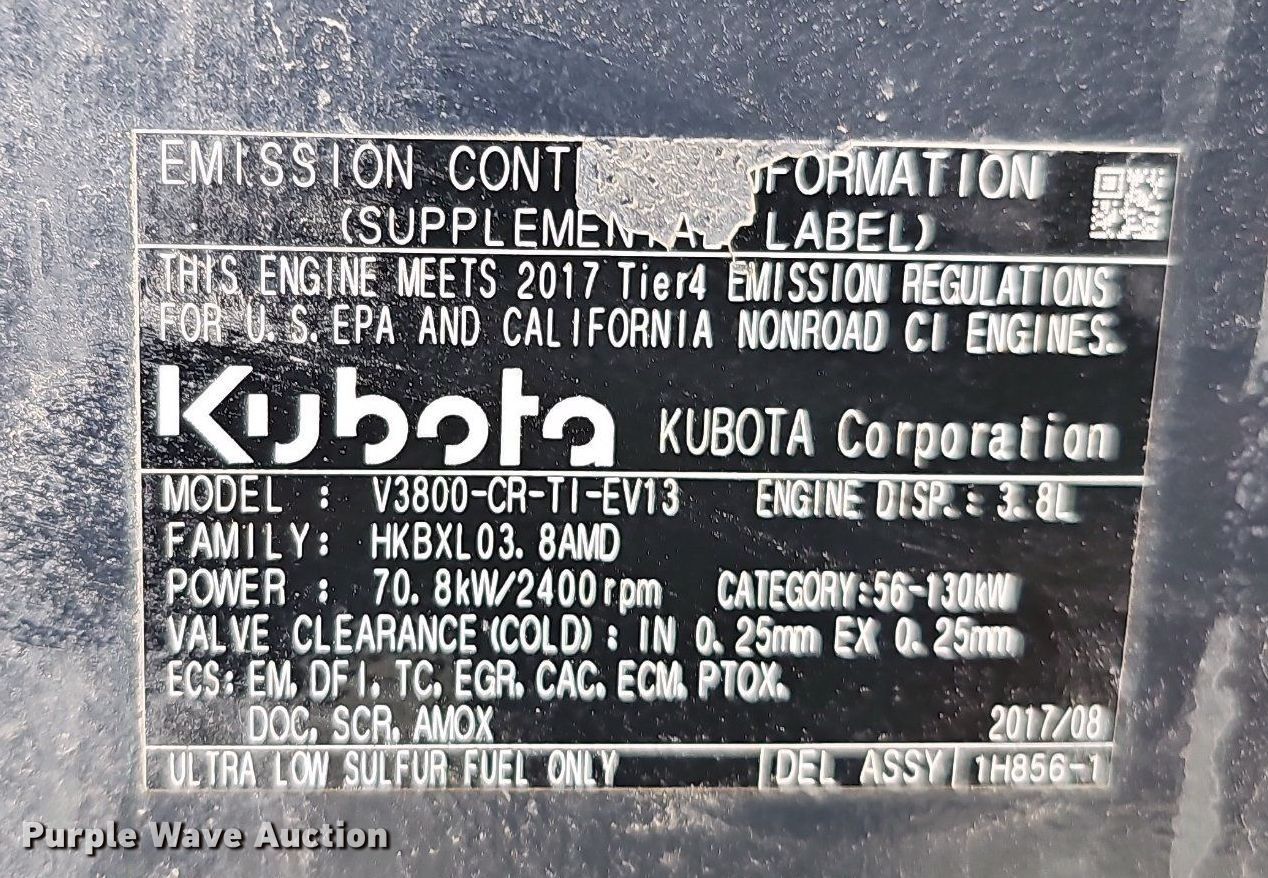 EMISSION CONT FORMATION
(SUPPLEMENTAL LABEL)
THIS ENGINE MEETS 2017 Tier4 EMISSION REGULATIONS
FOR U.S.EPA AND CALIFORNIA NONROAD CI ENGINES.
Kubota KUBOTA Corporation
MODEL : V3800-CR-TI-EV13 ENGINE DISP.: 3.8L
FAMILY: HKBXL03.8AMD
POWER : 70.8kW/2400rpm CATEGORY:56-130kW
VALVE CLEARANCE(COLD): IN 0.25mm EX 0.25mm
ECS: EM, DFI, TC, EGR, CAC, ECM, PTOX,
DOC, SCR, AMOX 2017/08
ULTRA LOW SULFUR FUEL ONLY DEL ASSY 1H856-1
Purple Wave Auction